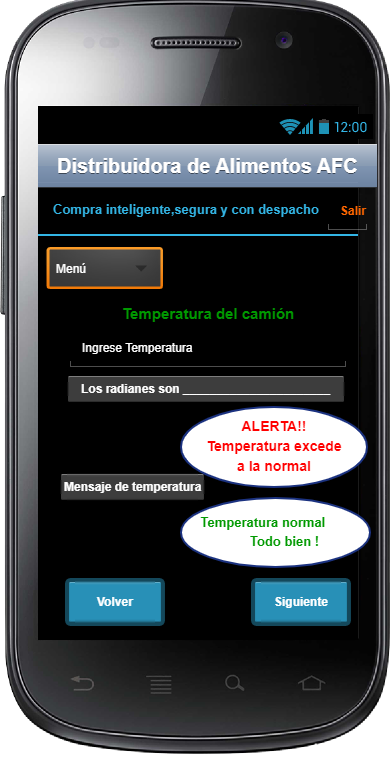 12:00
Distribuidora de Alimentos AFC
Compra inteligente,segura y con despacho
Salir
Menú
Temperatura del camión
Ingrese Temperatura
Los radianes son ______________________
ALERTA!!
Temperatura excede
a la normal
Mensaje de temperatura
Temperatura normal
Todo bien !
Volver
Siguiente